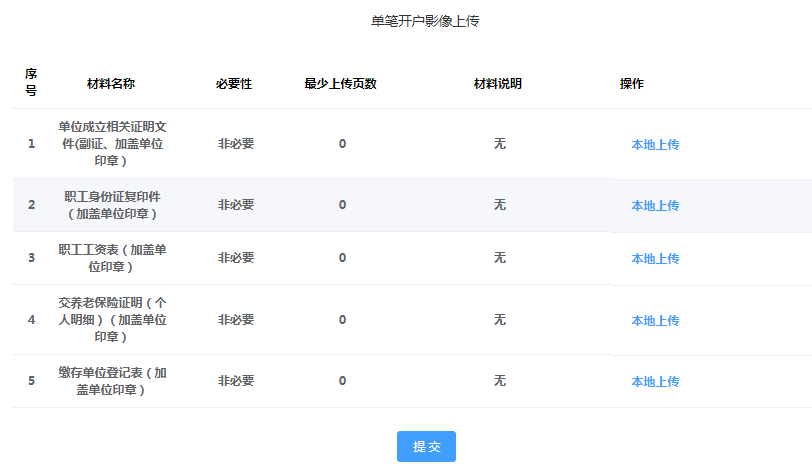 单笔开户影像上传
序
号
材料名称
必要性
最少上传页数
材料说明
操作
1
单位成立相关证明文
件(副证、加盖单位
印章）
非必要
0
无
本地上传
2
职工身份证复印件
（加盖单位印章）
非必要
0
无
本地上传
3
职工工资表（加盖单
位印章）
非必要
0
无
本地上传
4
交养老保险证明（个
人明细）（加盖单位
印章）
非必要
0
无
本地上传
5
缴存单位登记表（加
盖单位印章）
非必要
0
无
本地上传
提交